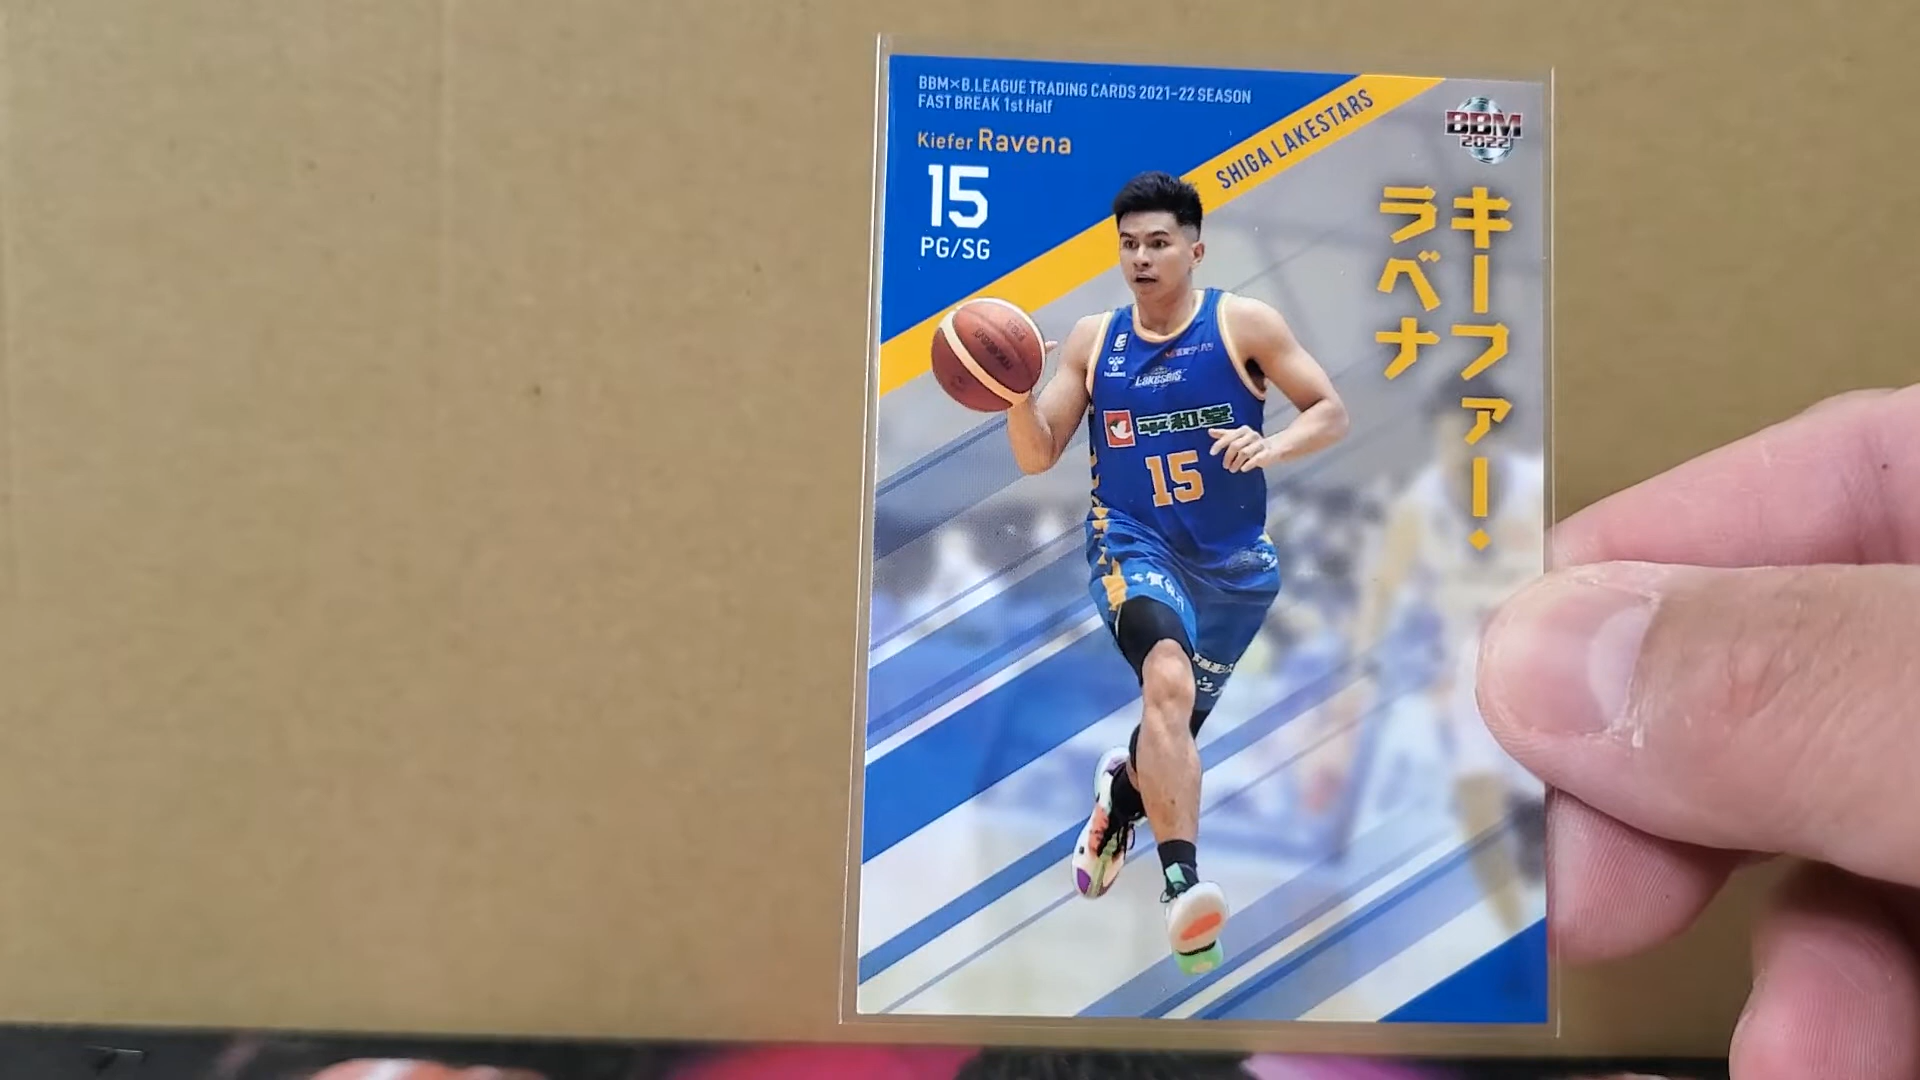 BBM×B.LEAGUE TRADING CARDS 2021-22 SEASON
FAST BREAK 1st Half
Kiefer Ravena
15
PG/SG
SHIGA LAKESTARS
BBM
2022
キーファー・
ラベナ
Lakestars
平和堂
15